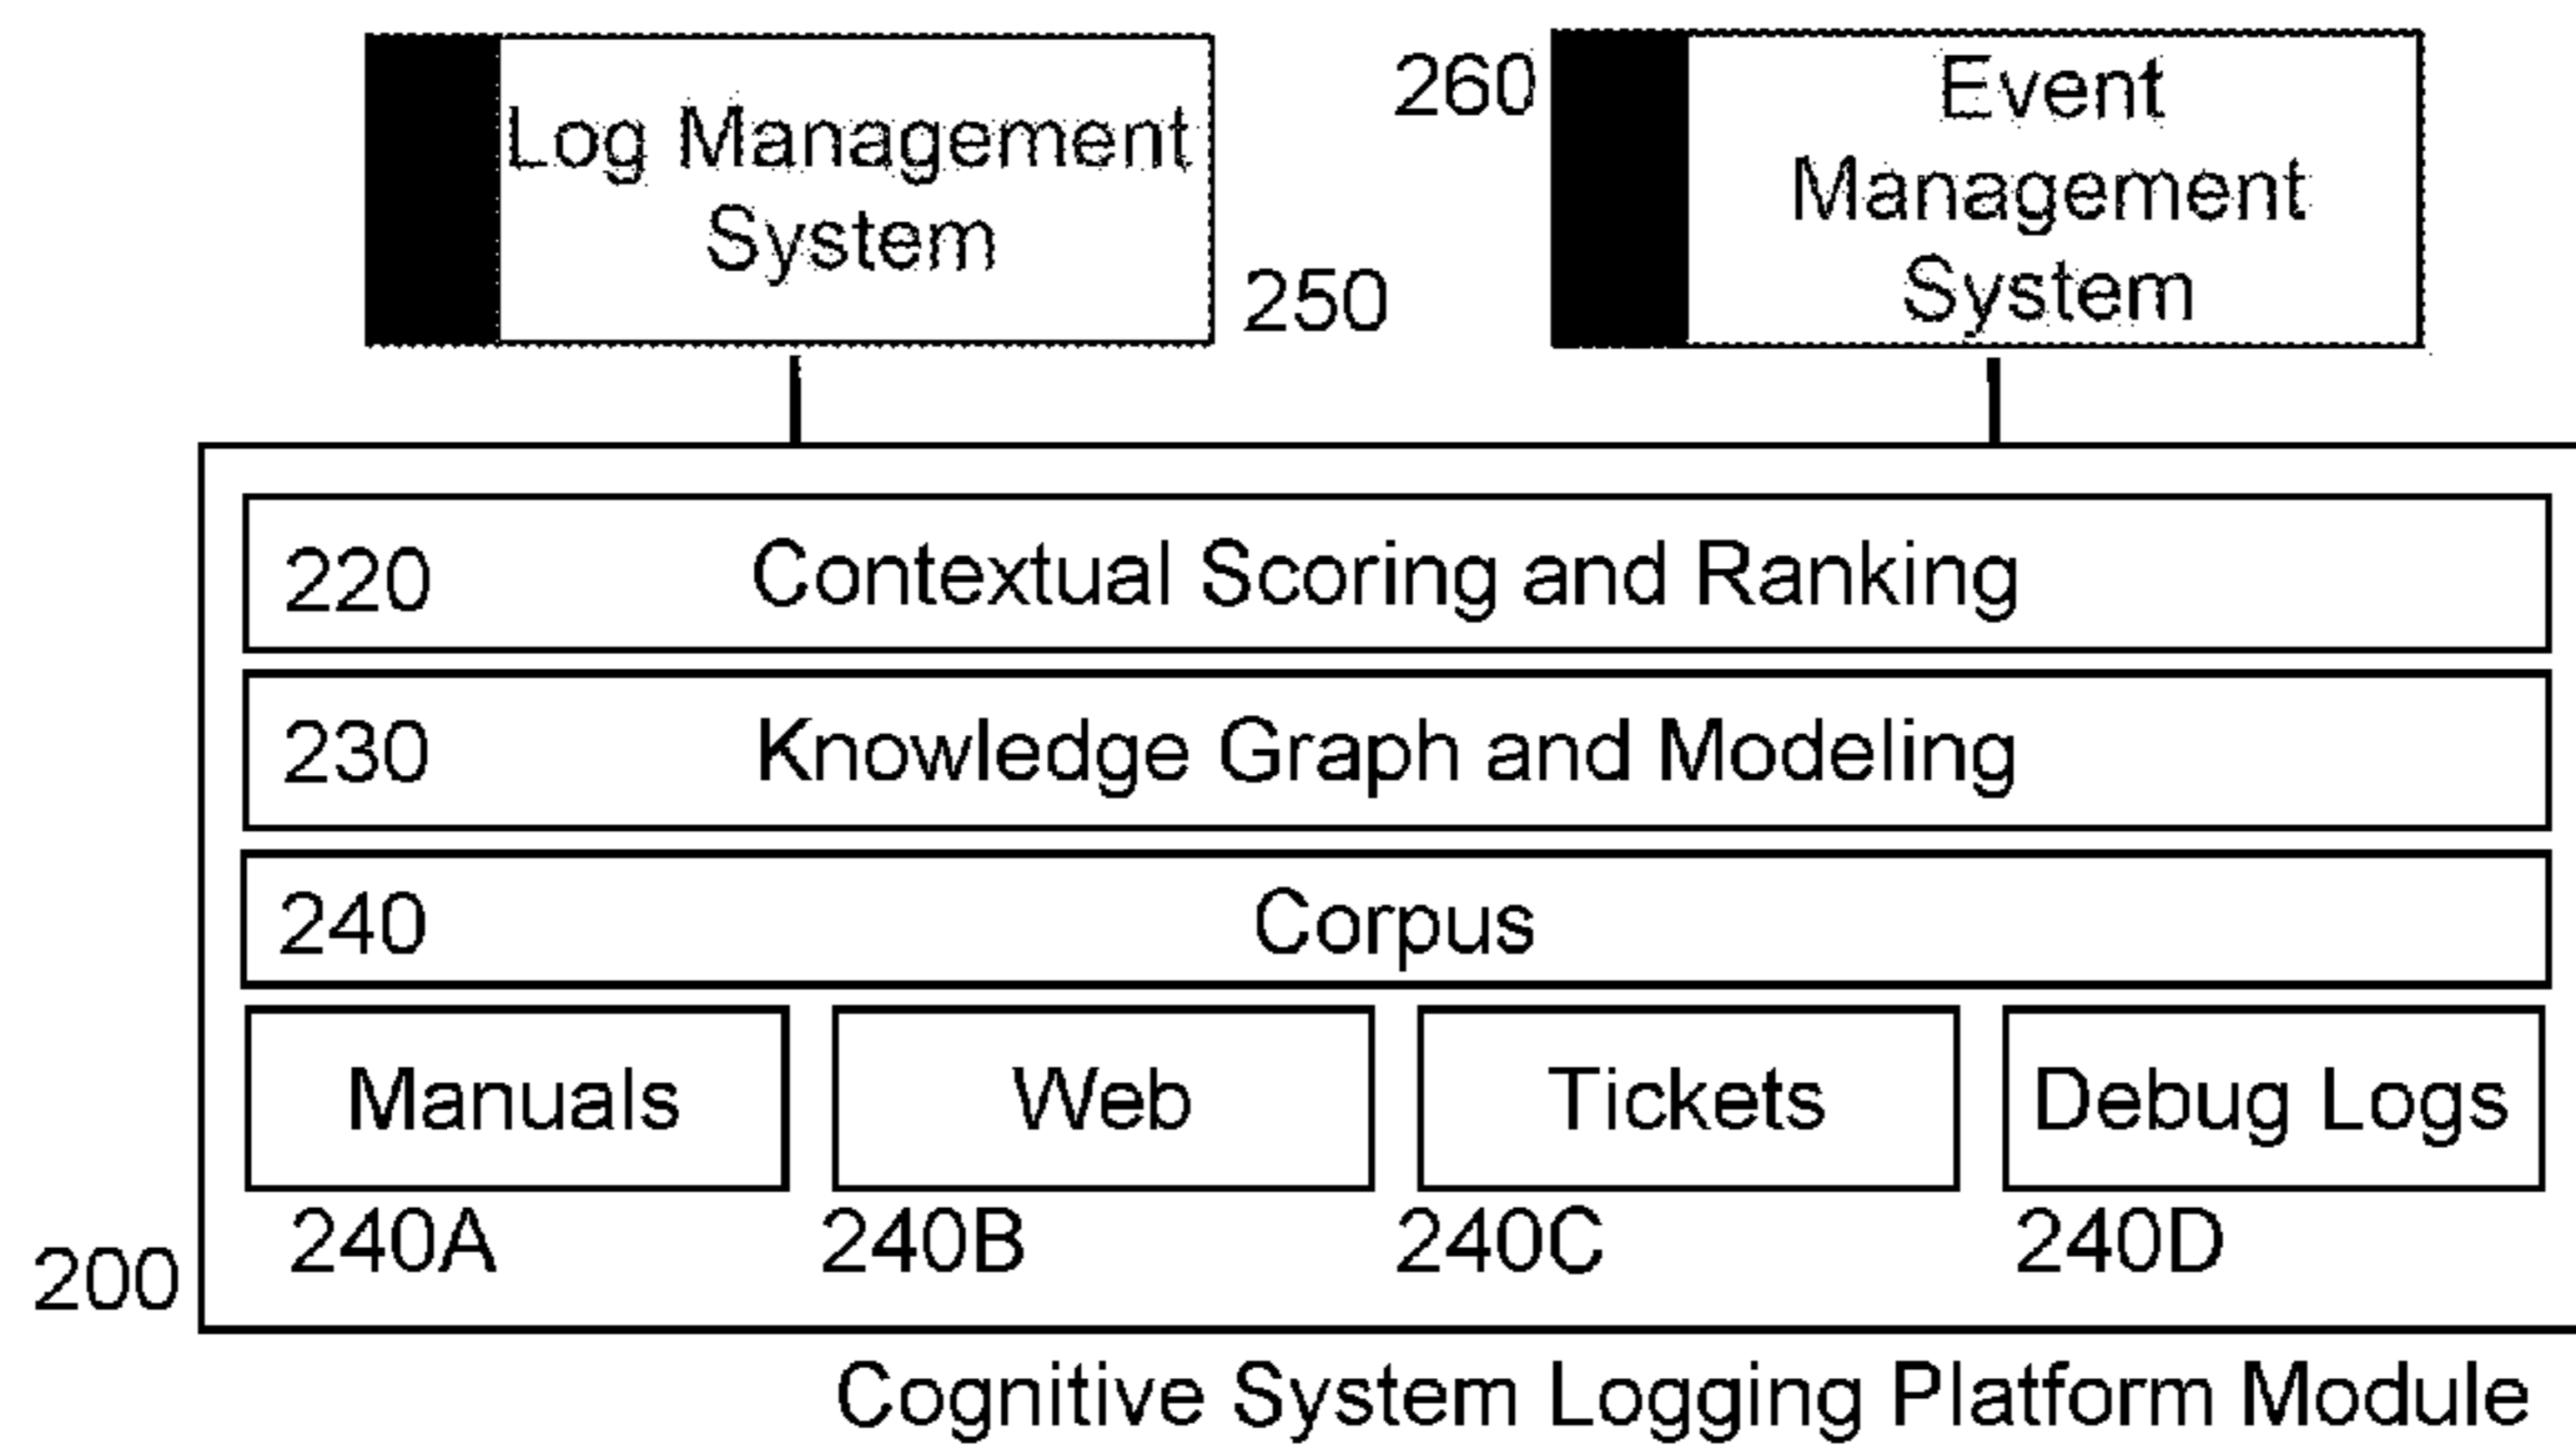 Log Management
System
250
260
Event
Management
System
220 Contextual Scoring and Ranking
230 Knowledge Graph and Modeling
240 Corpus
Manuals Web Tickets Debug Logs
240A 240B 240C 240D
200
Cognitive System Logging Platform Module